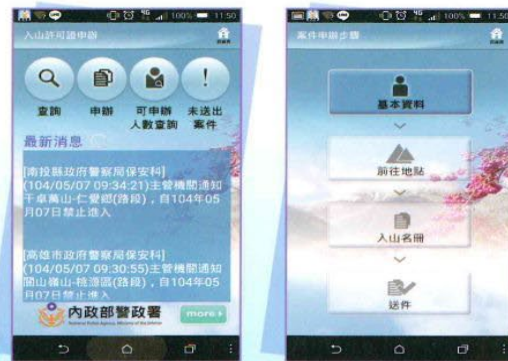 100% 11:50
入山許可證申辦
查詢
申辦
可申辦
人數查詢
未送出
案件
最新消息
[南投縣政府警察局保安科]
(104/05/07 09:34:21)主管機關通知
干卓萬山-仁愛鄉(路段)，自104年05
月07日禁止進入
[高雄市政府警察局保安科]
(104/05/07 09:30:55)主管機關通知
關山嶺山-桃源區(路段)，自104年05
月07日禁止進入
內政部警政署
National Police Agency, Ministry of the Interior
more
4G 100% 11:50
案件申辦步驟
基本資料
前往地點
入山名冊
送件